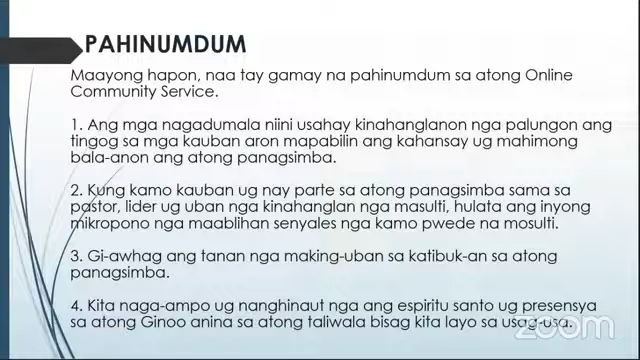 PAHINUMDUM
Maayong hapon, naa tay gamay na pahinumdum sa atong Online
Community Service.
1. Ang mga nagadumala niini usahay kinahanglanon nga palungon ang
tingog sa mga kauban aron mapabilin ang kahansay ug mahimong
bala-anon ang atong panagsimba.
2. Kung kamo kauban ug nay parte sa atong panagsimba sama sa
pastor, lider ug uban nga kinahanglan nga masulti, hulata ang inyong
mikropono nga maablihan senyales nga kamo pwede na mosulti.
3. Gi-awhag ang tanan nga making-uban sa katibuk-an sa atong
panagsimba.
4. Kita naga-ampo ug nanghinaut nga ang espiritu santo ug presensya
sa atong Ginoo anina sa atong taliwala bisag kita layo sa usag-usa.
zoom